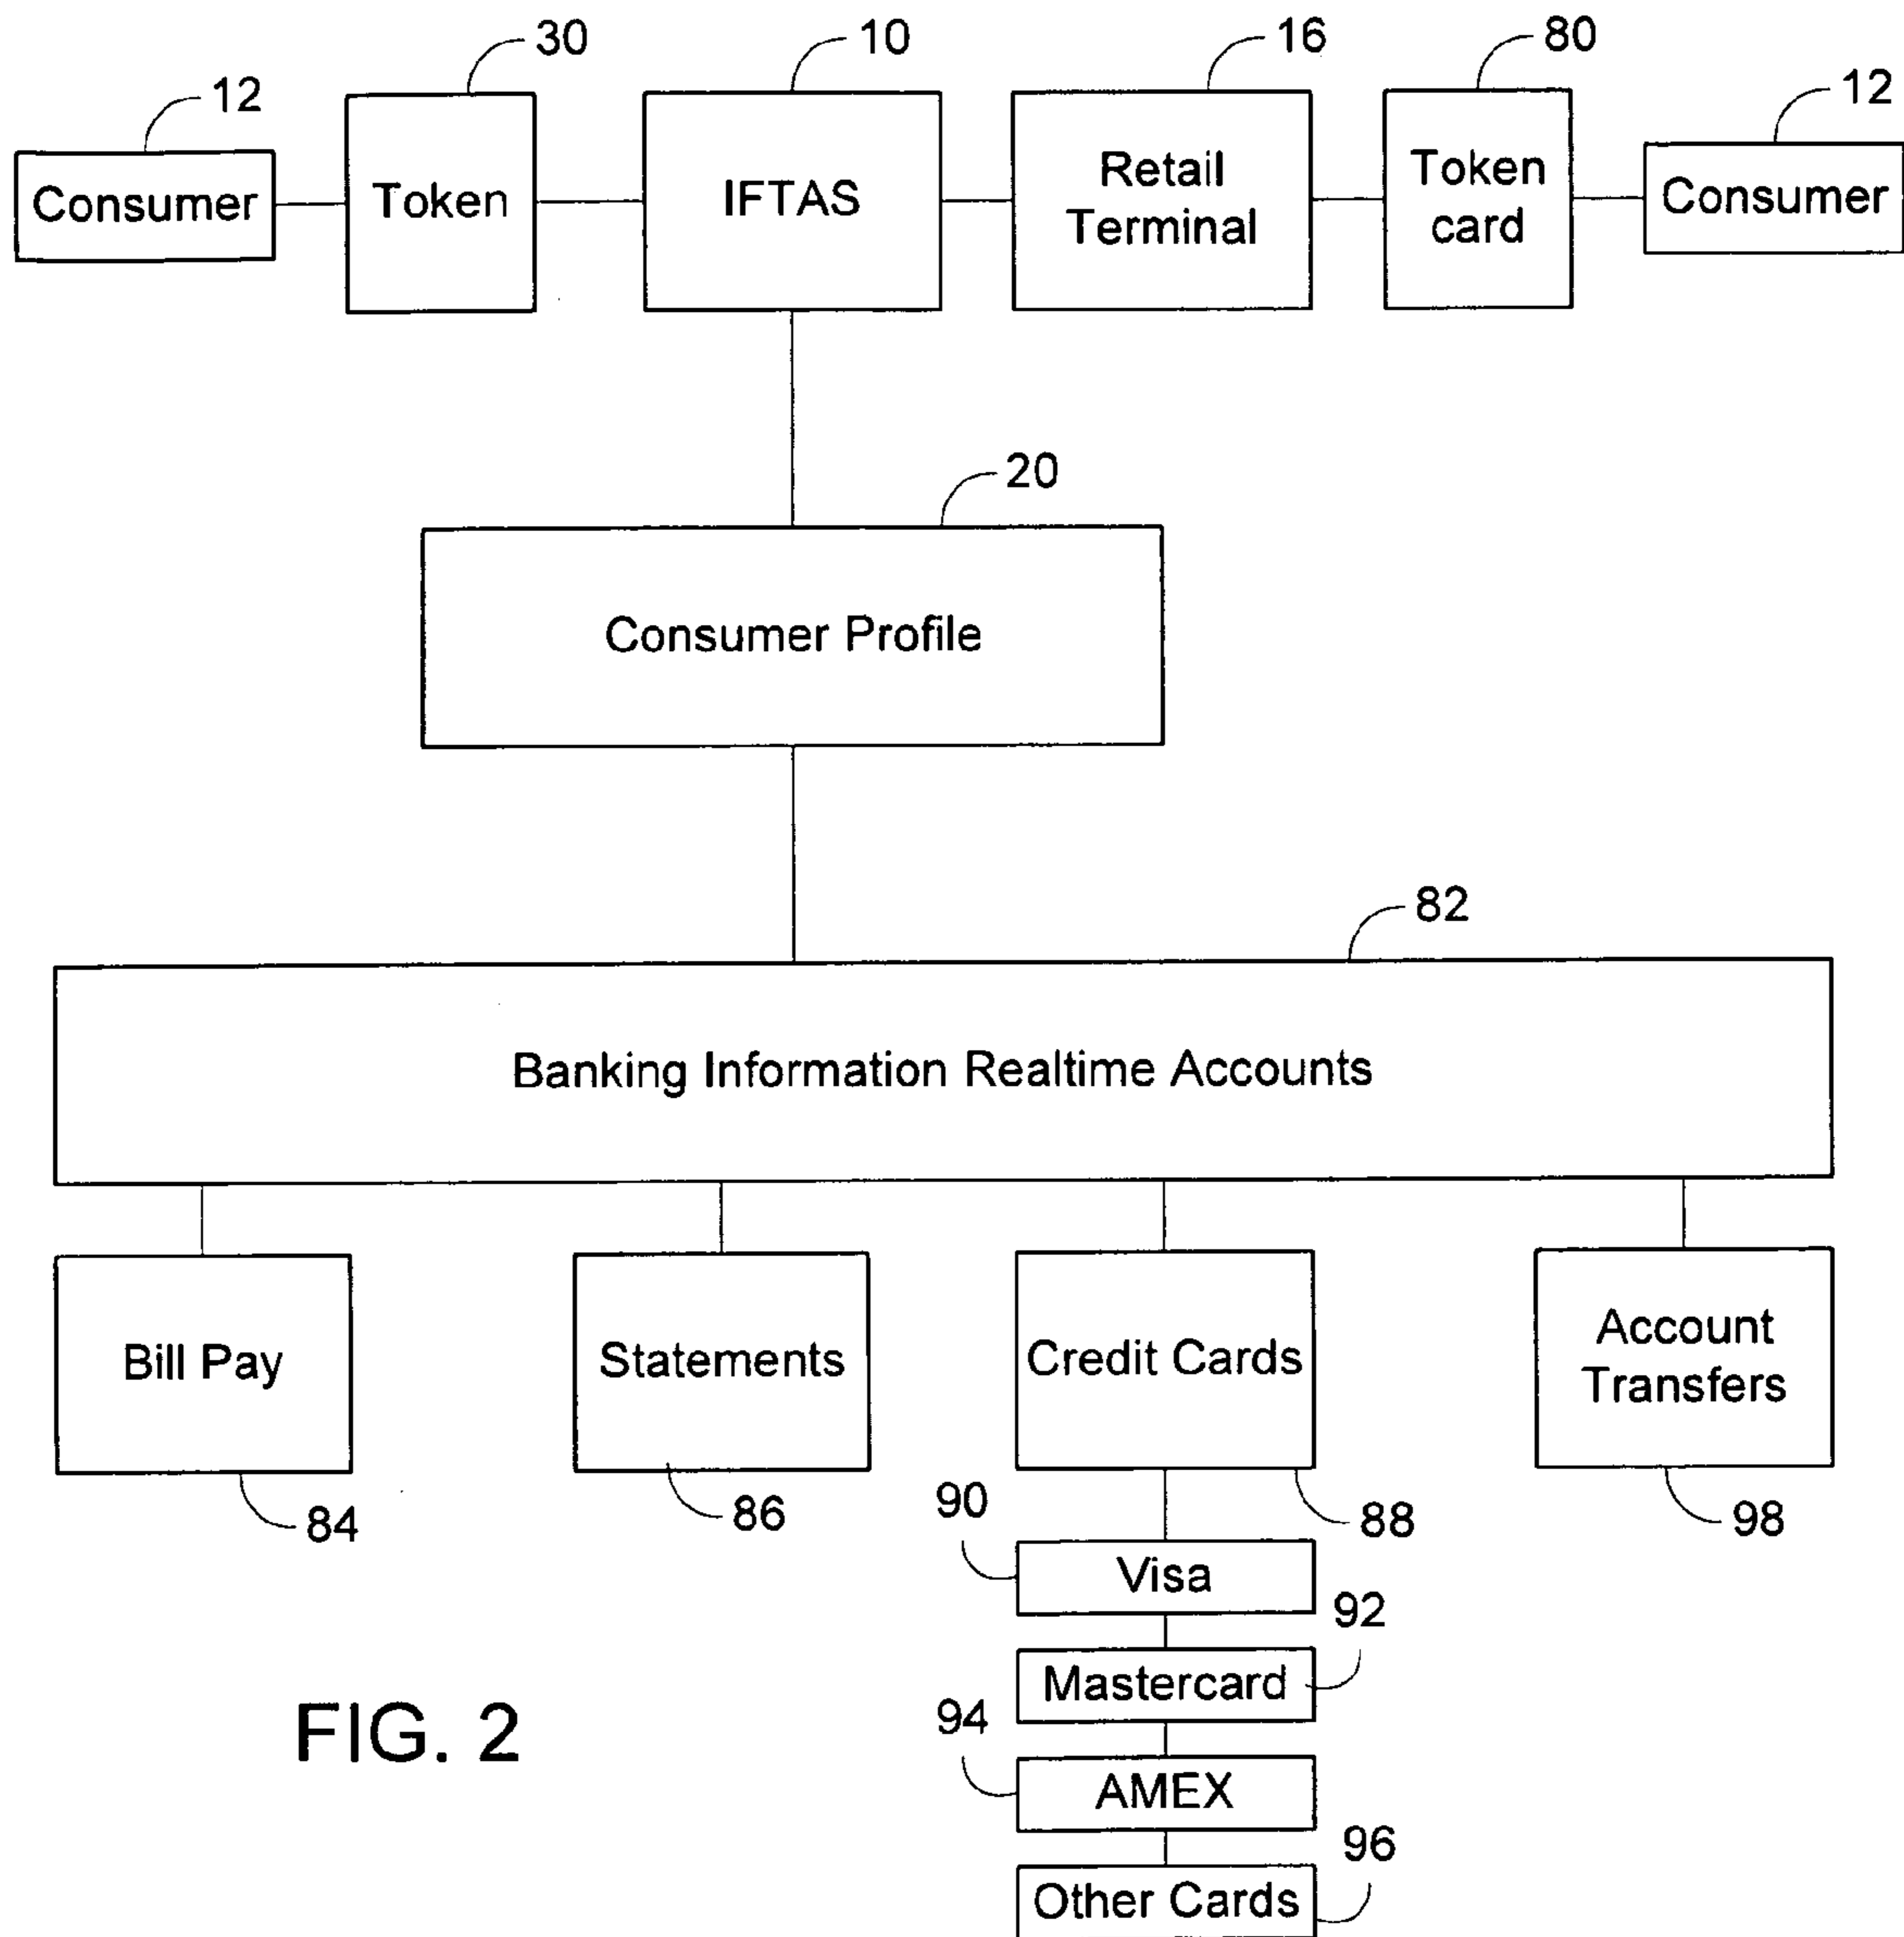 30
10
16
80
12
12
Consumer
Token
IFTAS
Retail
Terminal
Token
card
Consumer
20
Consumer Profile
82
Banking Information Realtime Accounts
Bill Pay
Statements
Credit Cards
Account
Transfers
84
86
90
88
98
Visa
92
Mastercard
94
AMEX
96
Other Cards
FIG. 2